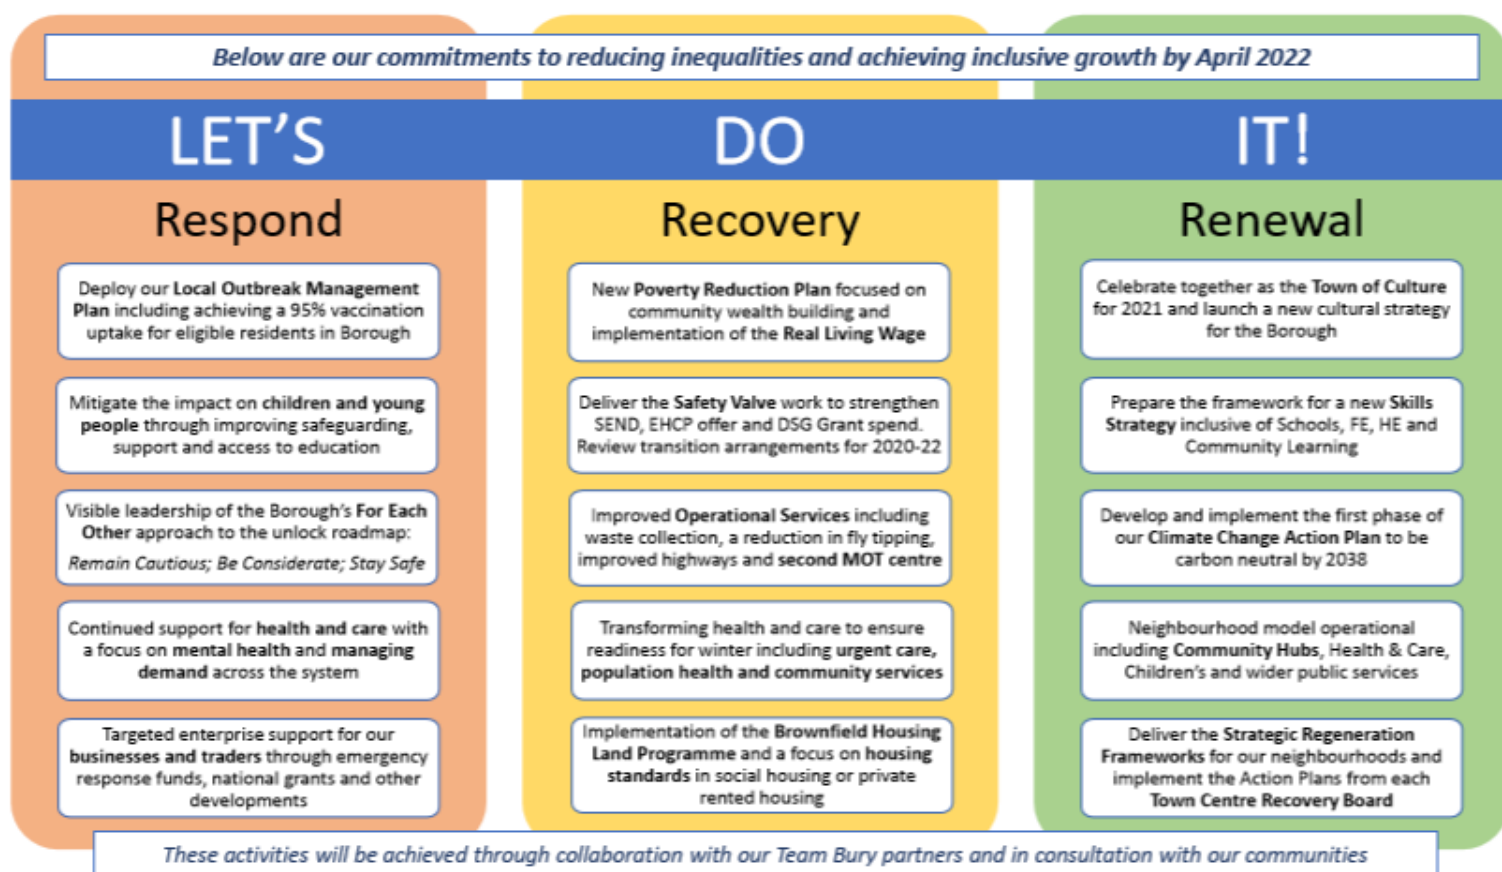 Below are our commitments to reducing inequalities and achieving inclusive growth by April 2022
LET'S
DO
IT!
Respond
Deploy our Local Outbreak Management
Plan including achieving a 95% vaccination
uptake for eligible residents in Borough
Mitigate the impact on children and young
people through improving safeguarding,
support and access to education
Visible leadership of the Borough's For Each
Other approach to the unlock roadmap:
Remain Cautious; Be Considerate; Stay Safe
Continued support for health and care with
a focus on mental health and managing
demand across the system
Targeted enterprise support for our
businesses and traders through emergency
response funds, national grants and other
developments
Recovery
New Poverty Reduction Plan focused on
community wealth building and
implementation of the Real Living Wage
Deliver the Safety Valve work to strengthen
SEND, EHCP offer and DSG Grant spend.
Review transition arrangements for 2020-22
Improved Operational Services including
waste collection, a reduction in fly tipping,
improved highways and second MOT centre
Transforming health and care to ensure
readiness for winter including urgent care,
population health and community services
Implementation of the Brownfield Housing
Land Programme and a focus on housing
standards in social housing or private
rented housing
Renewal
Celebrate together as the Town of Culture
for 2021 and launch a new cultural strategy
for the Borough
Prepare the framework for a new Skills
Strategy inclusive of Schools, FE, HE and
Community Learning
Develop and implement the first phase of
our Climate Change Action Plan to be
carbon neutral by 2038
Neighbourhood model operational
including Community Hubs, Health & Care,
Children's and wider public services
Deliver the Strategic Regeneration
Frameworks for our neighbourhoods and
implement the Action Plans from each
Town Centre Recovery Board
These activities will be achieved through collaboration with our Team Bury partners and in consultation with our communities